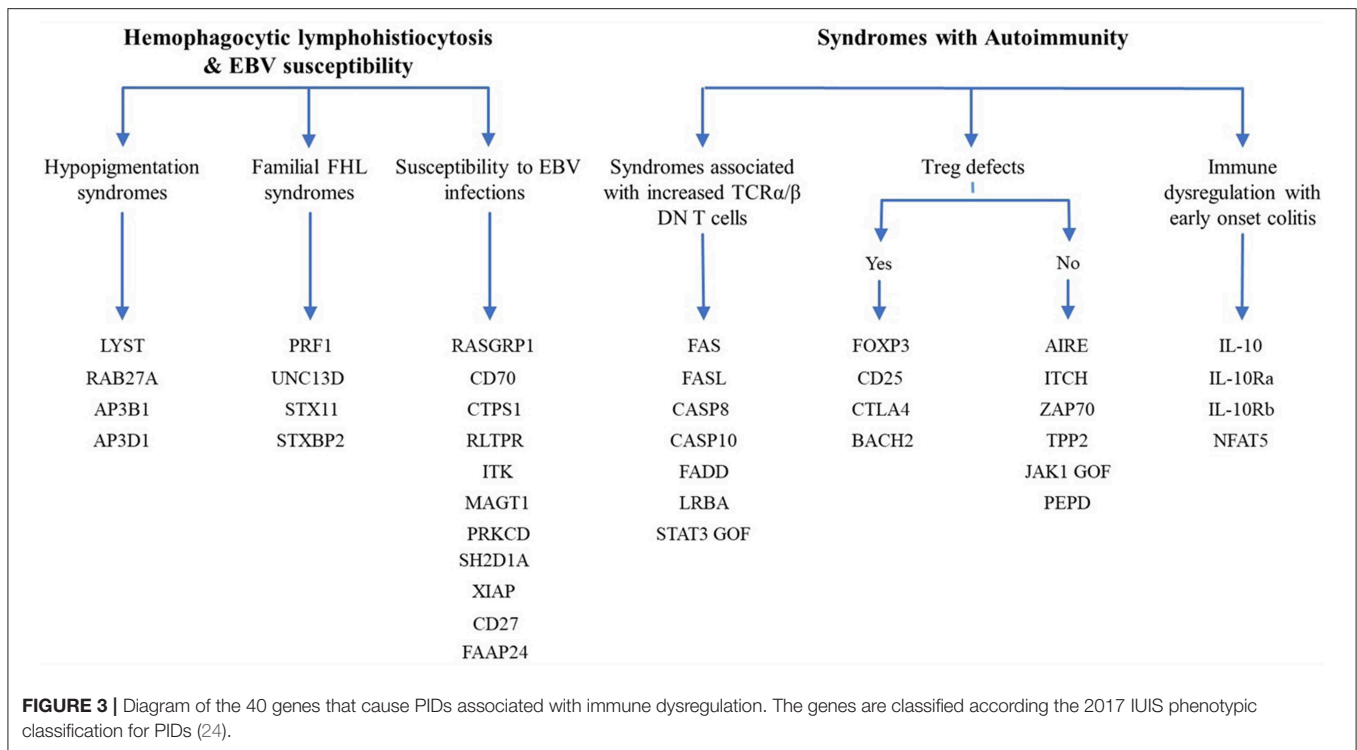 Hemophagocytic lymphohistiocytosis
& EBV susceptibility
Syndromes with Autoimmunity
Hypopigmentation
syndromes
Familial FHL
syndromes
Susceptibility to EBV
infections
Syndromes associated
with increased TCRα/β
DN T cells
Treg defects
Immune
dysregulation with
early onset colitis
Yes
No
LYST
RAB27A
AP3B1
AP3D1
PRF1
UNC13D
STX11
STXBP2
RASGRP1
CD70
CTPS1
RLTPR
ITK
MAGT1
PRKCD
SH2D1A
XIAP
CD27
FAAP24
FAS
FASL
CASP8
CASP10
FADD
LRBA
STAT3 GOF
FOXP3
CD25
CTLA4
BACH2
AIRE
ITCH
ZAP70
TPP2
JAK1 GOF
PEPD
IL-10
IL-10Ra
IL-10Rb
NFAT5
FIGURE 3 | Diagram of the 40 genes that cause PIDs associated with immune dysregulation. The genes are classified according the 2017 IUIS phenotypic
classification for PIDs (24).